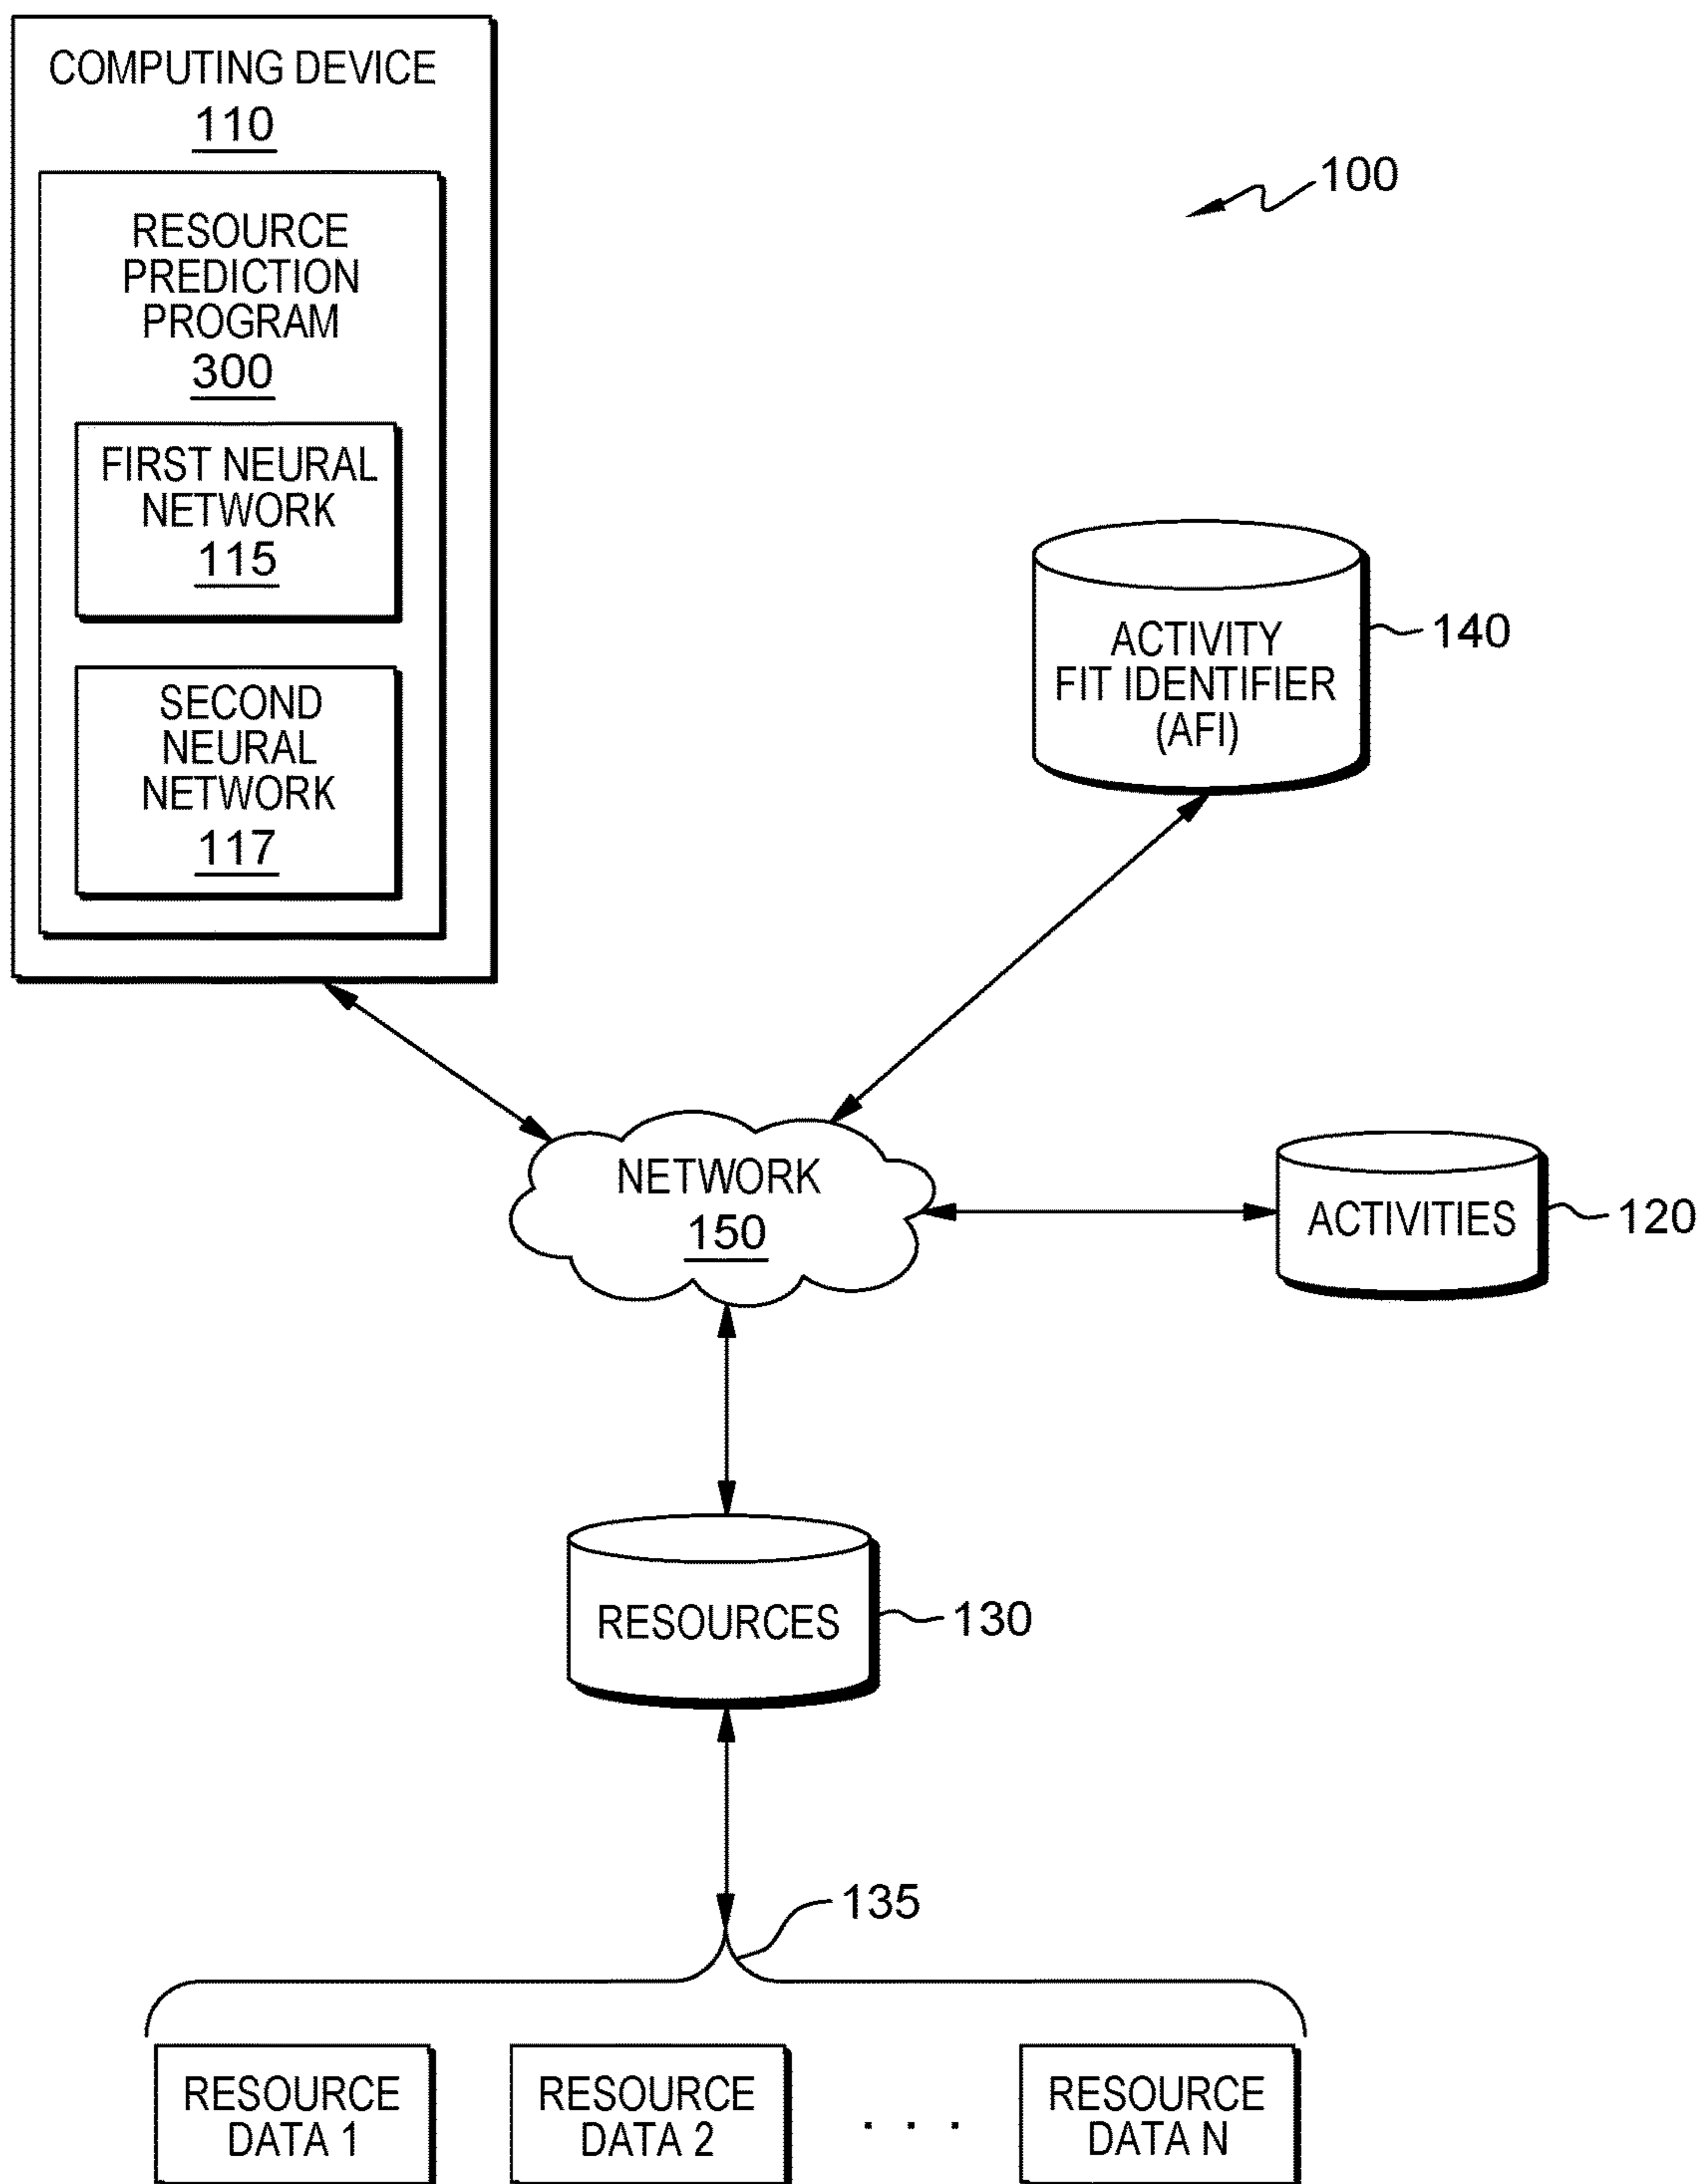 COMPUTING DEVICE
110
RESOURCE
PREDICTION
PROGRAM
300
FIRST NEURAL
NETWORK
115
SECOND
NEURAL
NETWORK
117
100
ACTIVITY
FIT IDENTIFIER
(AFI)
140
NETWORK
150
ACTIVITIES
120
RESOURCES
130
135
RESOURCE
DATA 1
RESOURCE
DATA 2
. . .
RESOURCE
DATA N